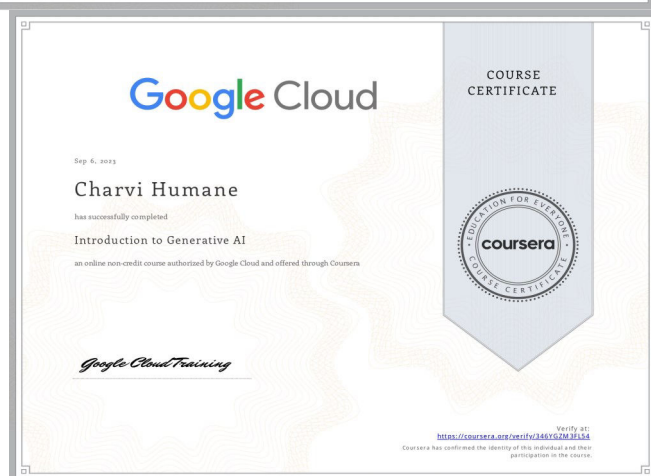 Google Cloud
COURSE
CERTIFICATE
Sep 6, 2023
Charvi Humane
has successfully completed
Introduction to Generative AI
an online non-credit course authorized by Google Cloud and offered through Coursera
EDUCATION FOR EVERYONE
coursera
COURSE CERTIFICATE
Google Cloud Training
Verify at:
https://coursera.org/verify/346YGZM3FL54
Coursera has confirmed the identity of this individual and their
participation in the course.